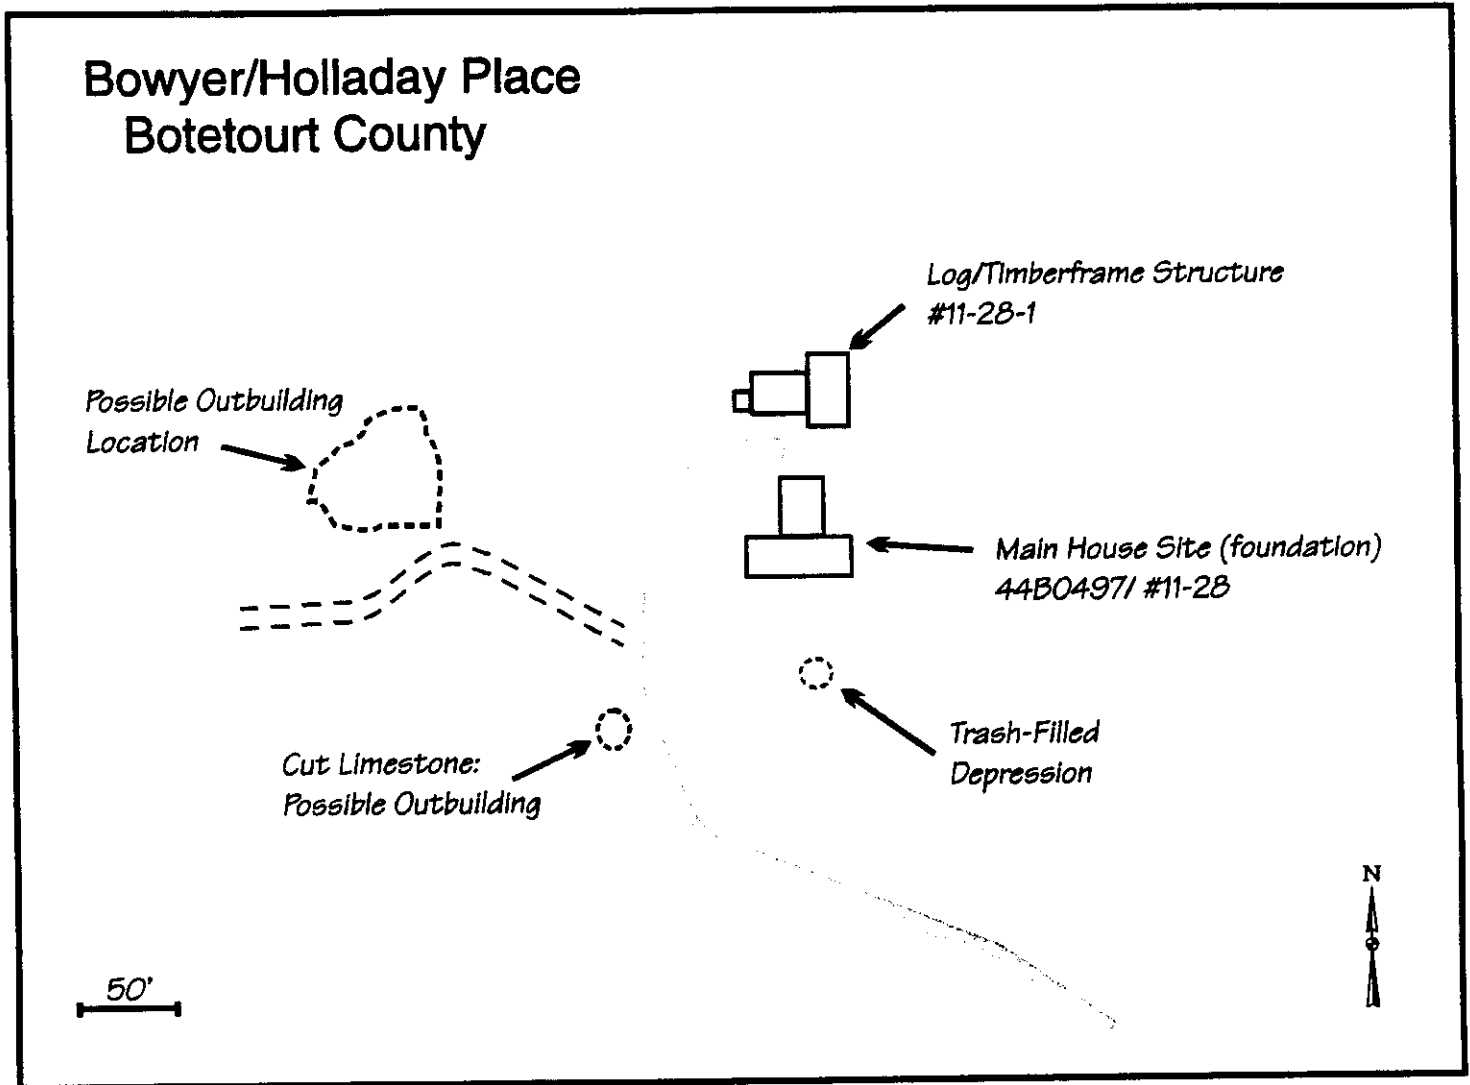 Bowyer/Holladay Place
Botetourt County
Log/Timberframe Structure
#11-28-1
Possible Outbuilding
Location
Main House Site (foundation)
44BO497/ #11-28
Trash-Filled
Depression
Cut Limestone:
Possible Outbuilding
N
50'